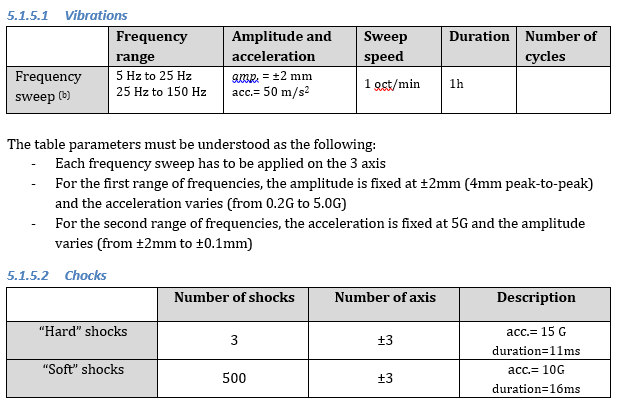 5.1.5.1 Vibrations
Frequency range Amplitude and acceleration Sweep speed Duration Number of cycles
Frequency sweep (b) 5 Hz to 25 Hz 25 Hz to 150 Hz amp. = ±2 mm acc.= 50 m/s² 1 oct/min 1h
The table parameters must be understood as the following:
- Each frequency sweep has to be applied on the 3 axis
- For the first range of frequencies, the amplitude is fixed at ±2mm (4mm peak-to-peak)
and the acceleration varies (from 0.2G to 5.0G)
- For the second range of frequencies, the acceleration is fixed at 5G and the amplitude
varies (from ±2mm to ±0.1mm)
5.1.5.2 Chocks
Number of shocks Number of axis Description
"Hard" shocks 3 ±3 acc.= 15 G duration=11ms
"Soft" shocks 500 ±3 acc.= 10G duration=16ms